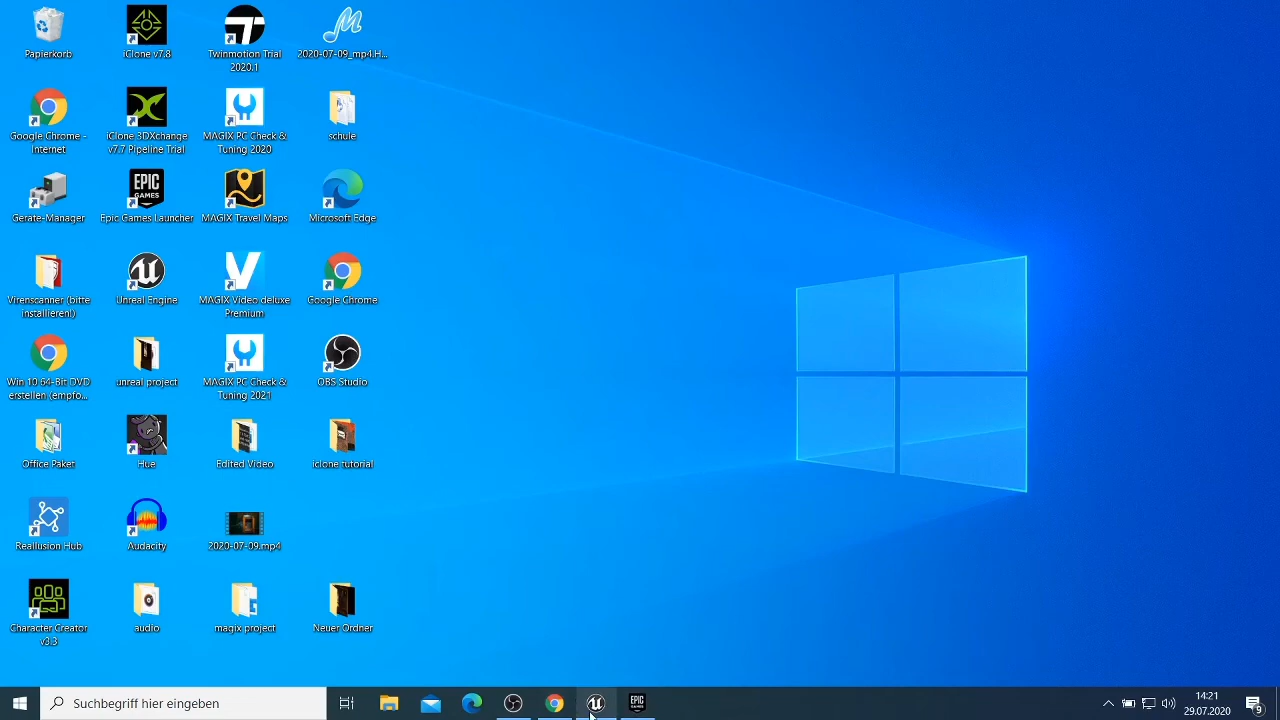 Papierkorb
iClone v7.8
Twinmotion Trial
2020.1
2020-07-09_mp4.H...
Google Chrome -
Internet
iClone 3DXchange
v7.7 Pipeline Trial
MAGIX PC Check &
Tuning 2020
schule
EPIC
GAMES
Geräte-Manager
Epic Games Launcher
MAGIX Travel Maps
Microsoft Edge
Virenscanner (bitte
installieren!)
Unreal Engine
MAGIX Video deluxe
Premium
Google Chrome
Win 10 64-Bit DVD
erstellen (empfo...
unreal project
MAGIX PC Check &
Tuning 2021
OBS Studio
Office Paket
Hue
Edited Video
iclone tutorial
Reallusion Hub
Audacity
2020-07-09.mp4
Character Creator
v3.3
audio
magix project
Neuer Ordner
Suchbegriff hier eingeben
EPIC
GAMES
14:21
29.07.2020
9